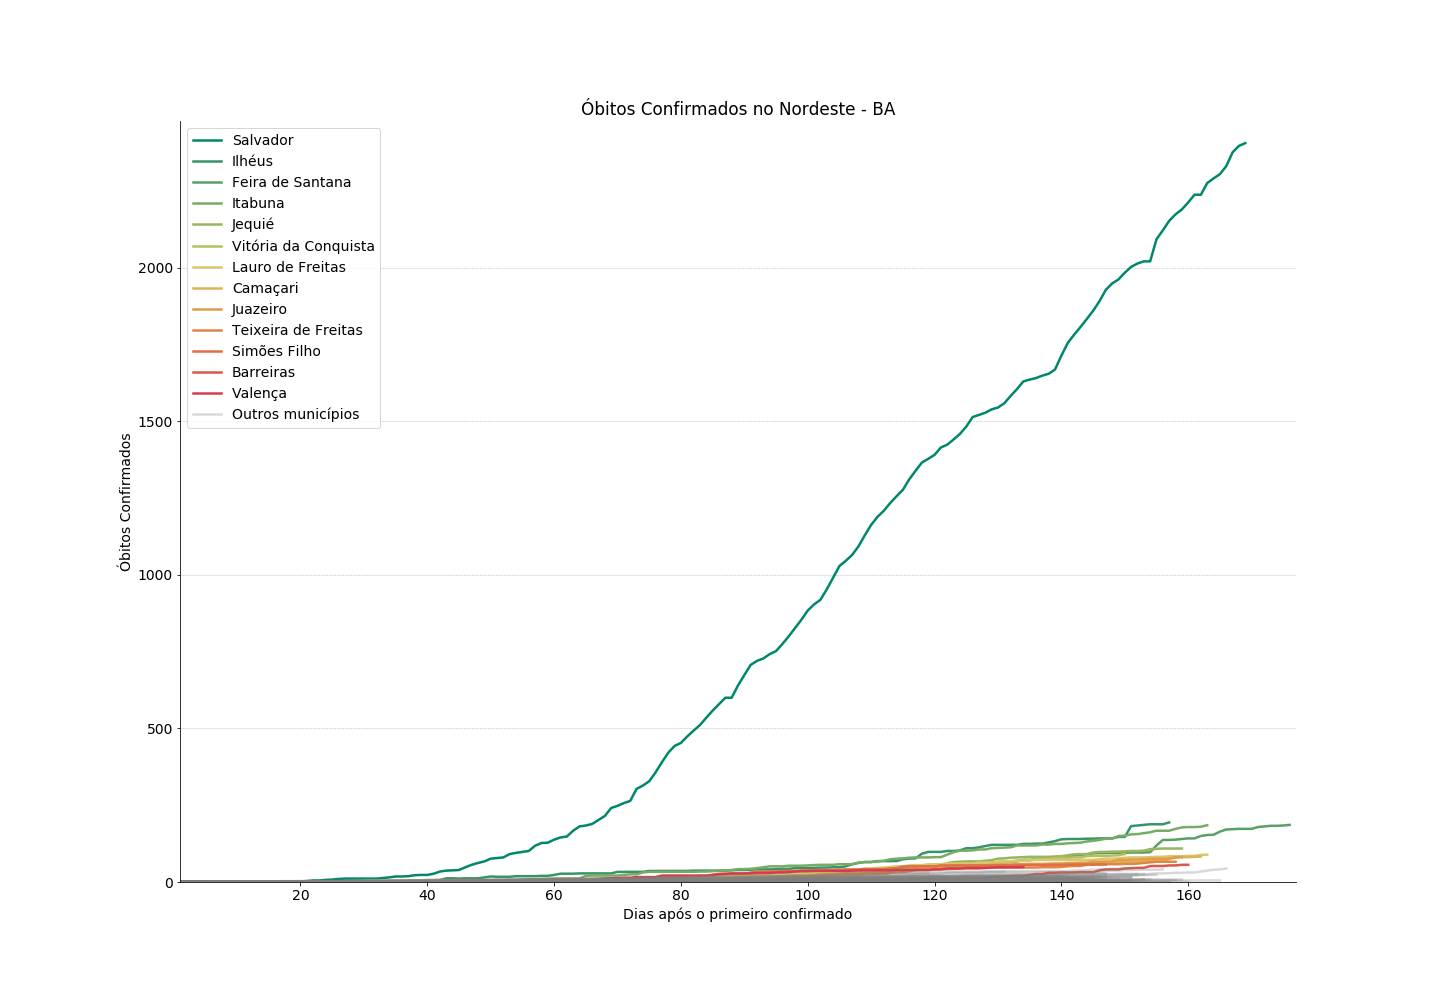 Óbitos Confirmados no Nordeste - BA
Salvador
Ilhéus
Feira de Santana
Itabuna
Jequié
Vitória da Conquista
Lauro de Freitas
Camaçari
Juazeiro
Teixeira de Freitas
Simões Filho
Barreiras
Valença
Outros municípios
Óbitos Confirmados
2000
1500
1000
500
0
20 40 60 80 100 120 140 160
Dias após o primeiro confirmado